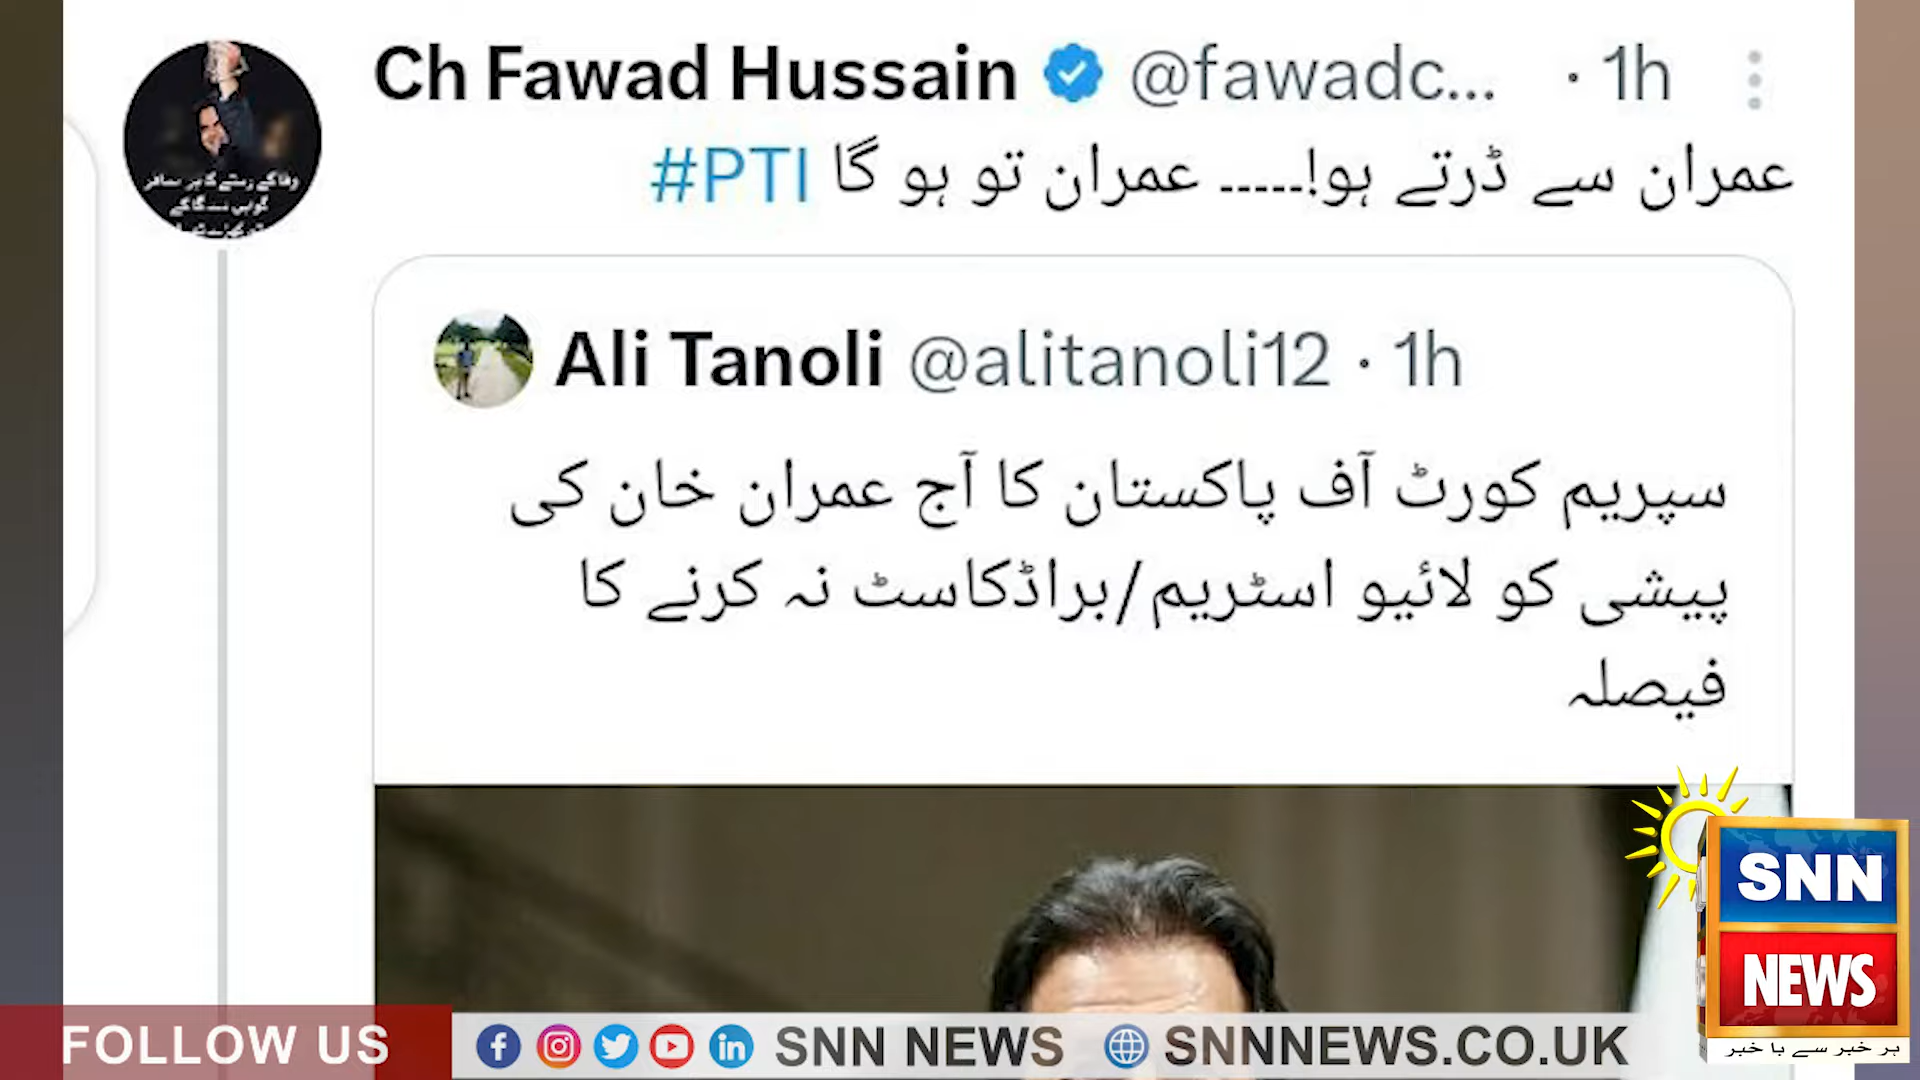 Ch Fawad Hussain @fawadc... · 1h
عمران سے ڈرتے ہو!----- عمران تو ہو گا #PTI
Ali Tanoli @alitanoli12 · 1h
سپریم کورٹ آف پاکستان کا آج عمران خان کی
پیشی کو لائیو اسٹریم/براڈکاسٹ نہ کرنے کا
فیصلہ
SNN
NEWS
ہر خبر سے با خبر
FOLLOW US SNN NEWS SNNNEWS.CO.UK